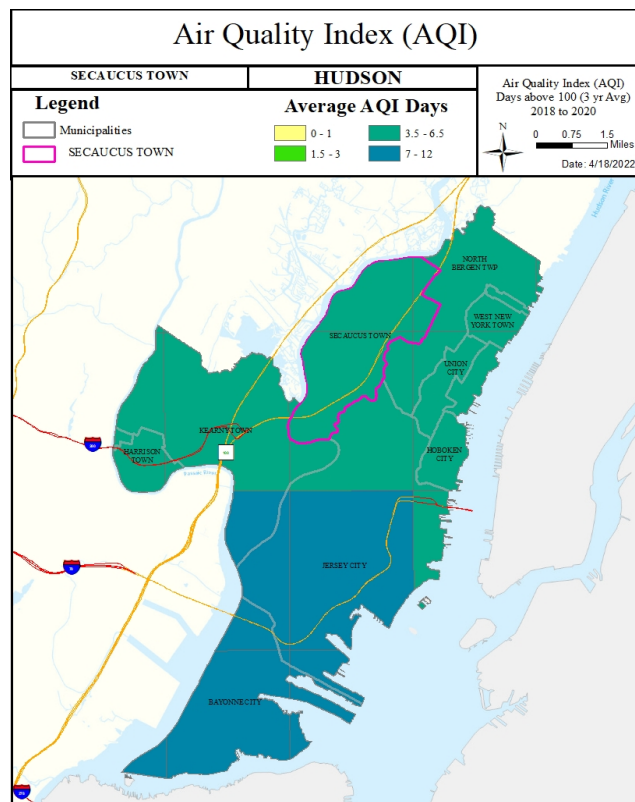 Air Quality Index (AQI)
SECAUCUS TOWN
HUDSON
Legend
Municipalities
SECAUCUS TOWN
Average AQI Days
0 - 1
1.5 - 3
3.5 - 6.5
7 - 12
Air Quality Index (AQI)
Days above 100 (3 yr Avg)
2018 to 2020
N
0 0.75 1.5
Miles
Date: 4/18/2022
Hudson River
NORTH
BERGEN TWP
WEST NEW
YORK TOWN
SECAUCUS TOWN
UNION
CITY
KEARNY TOWN
HARRISON
TOWN
HOBOKEN
CITY
JERSEY CITY
BAYONNE CITY